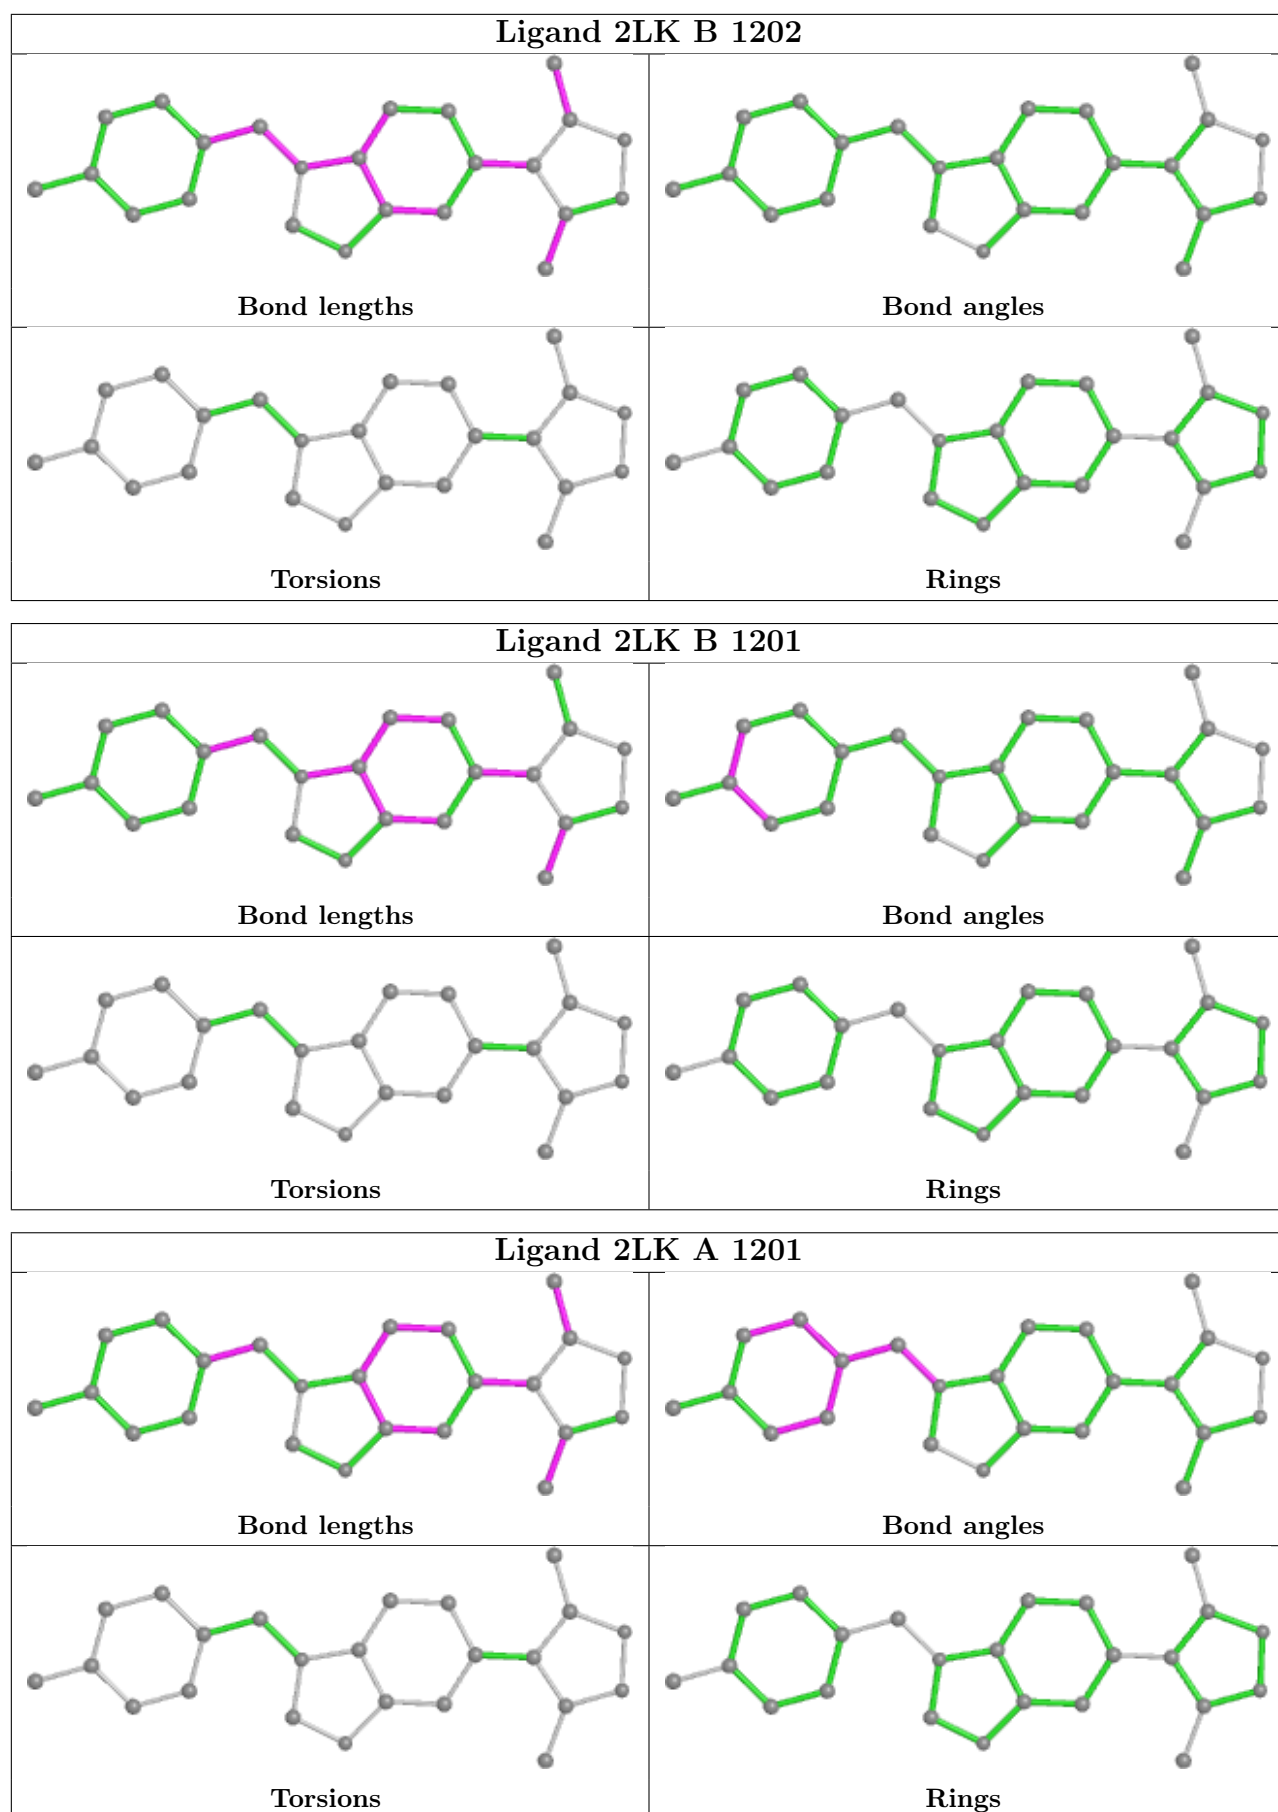 Ligand 2LK B 1202
Bond lengths
Bond angles
Torsions
Rings
Ligand 2LK B 1201
Bond lengths
Bond angles
Torsions
Rings
Ligand 2LK A 1201
Bond lengths
Bond angles
Torsions
Rings